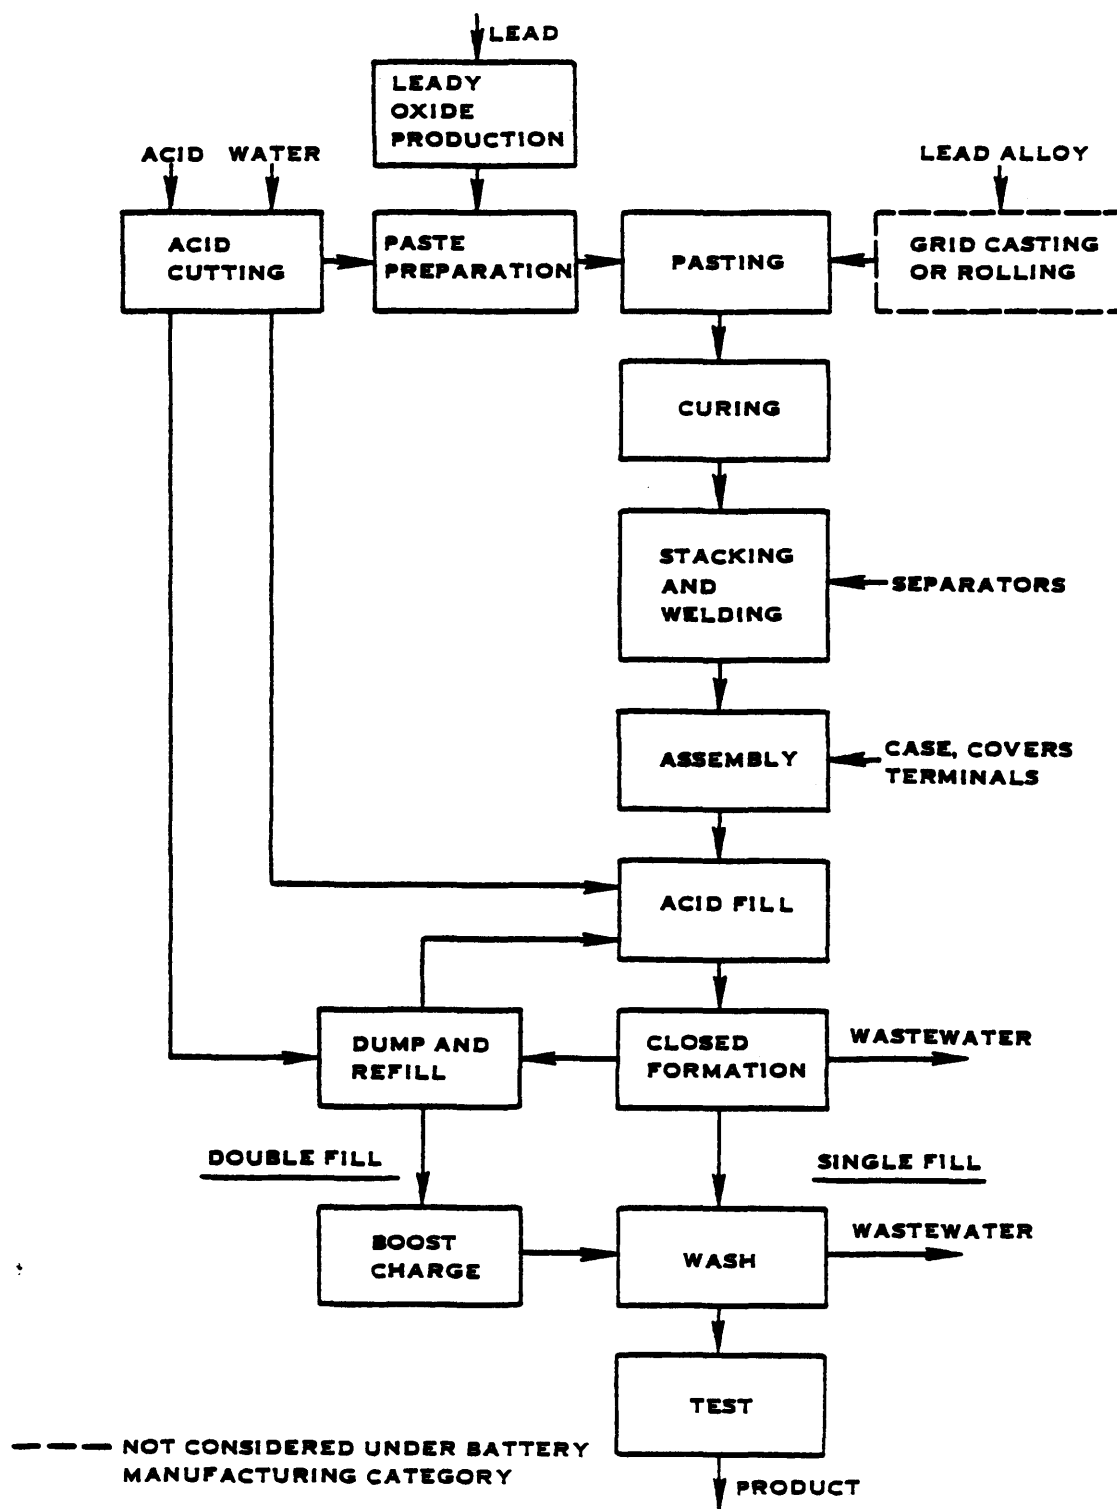 LEAD
LEADY
OXIDE
PRODUCTION
ACID WATER
LEAD ALLOY
ACID
CUTTING
PASTE
PREPARATION
PASTING
GRID CASTING
OR ROLLING
CURING
STACKING
AND
WELDING
SEPARATORS
ASSEMBLY
CASE, COVERS
TERMINALS
ACID FILL
DUMP AND
REFILL
CLOSED
FORMATION
WASTEWATER
DOUBLE FILL
SINGLE FILL
BOOST
CHARGE
WASH
WASTEWATER
TEST
NOT CONSIDERED UNDER BATTERY
MANUFACTURING CATEGORY
PRODUCT